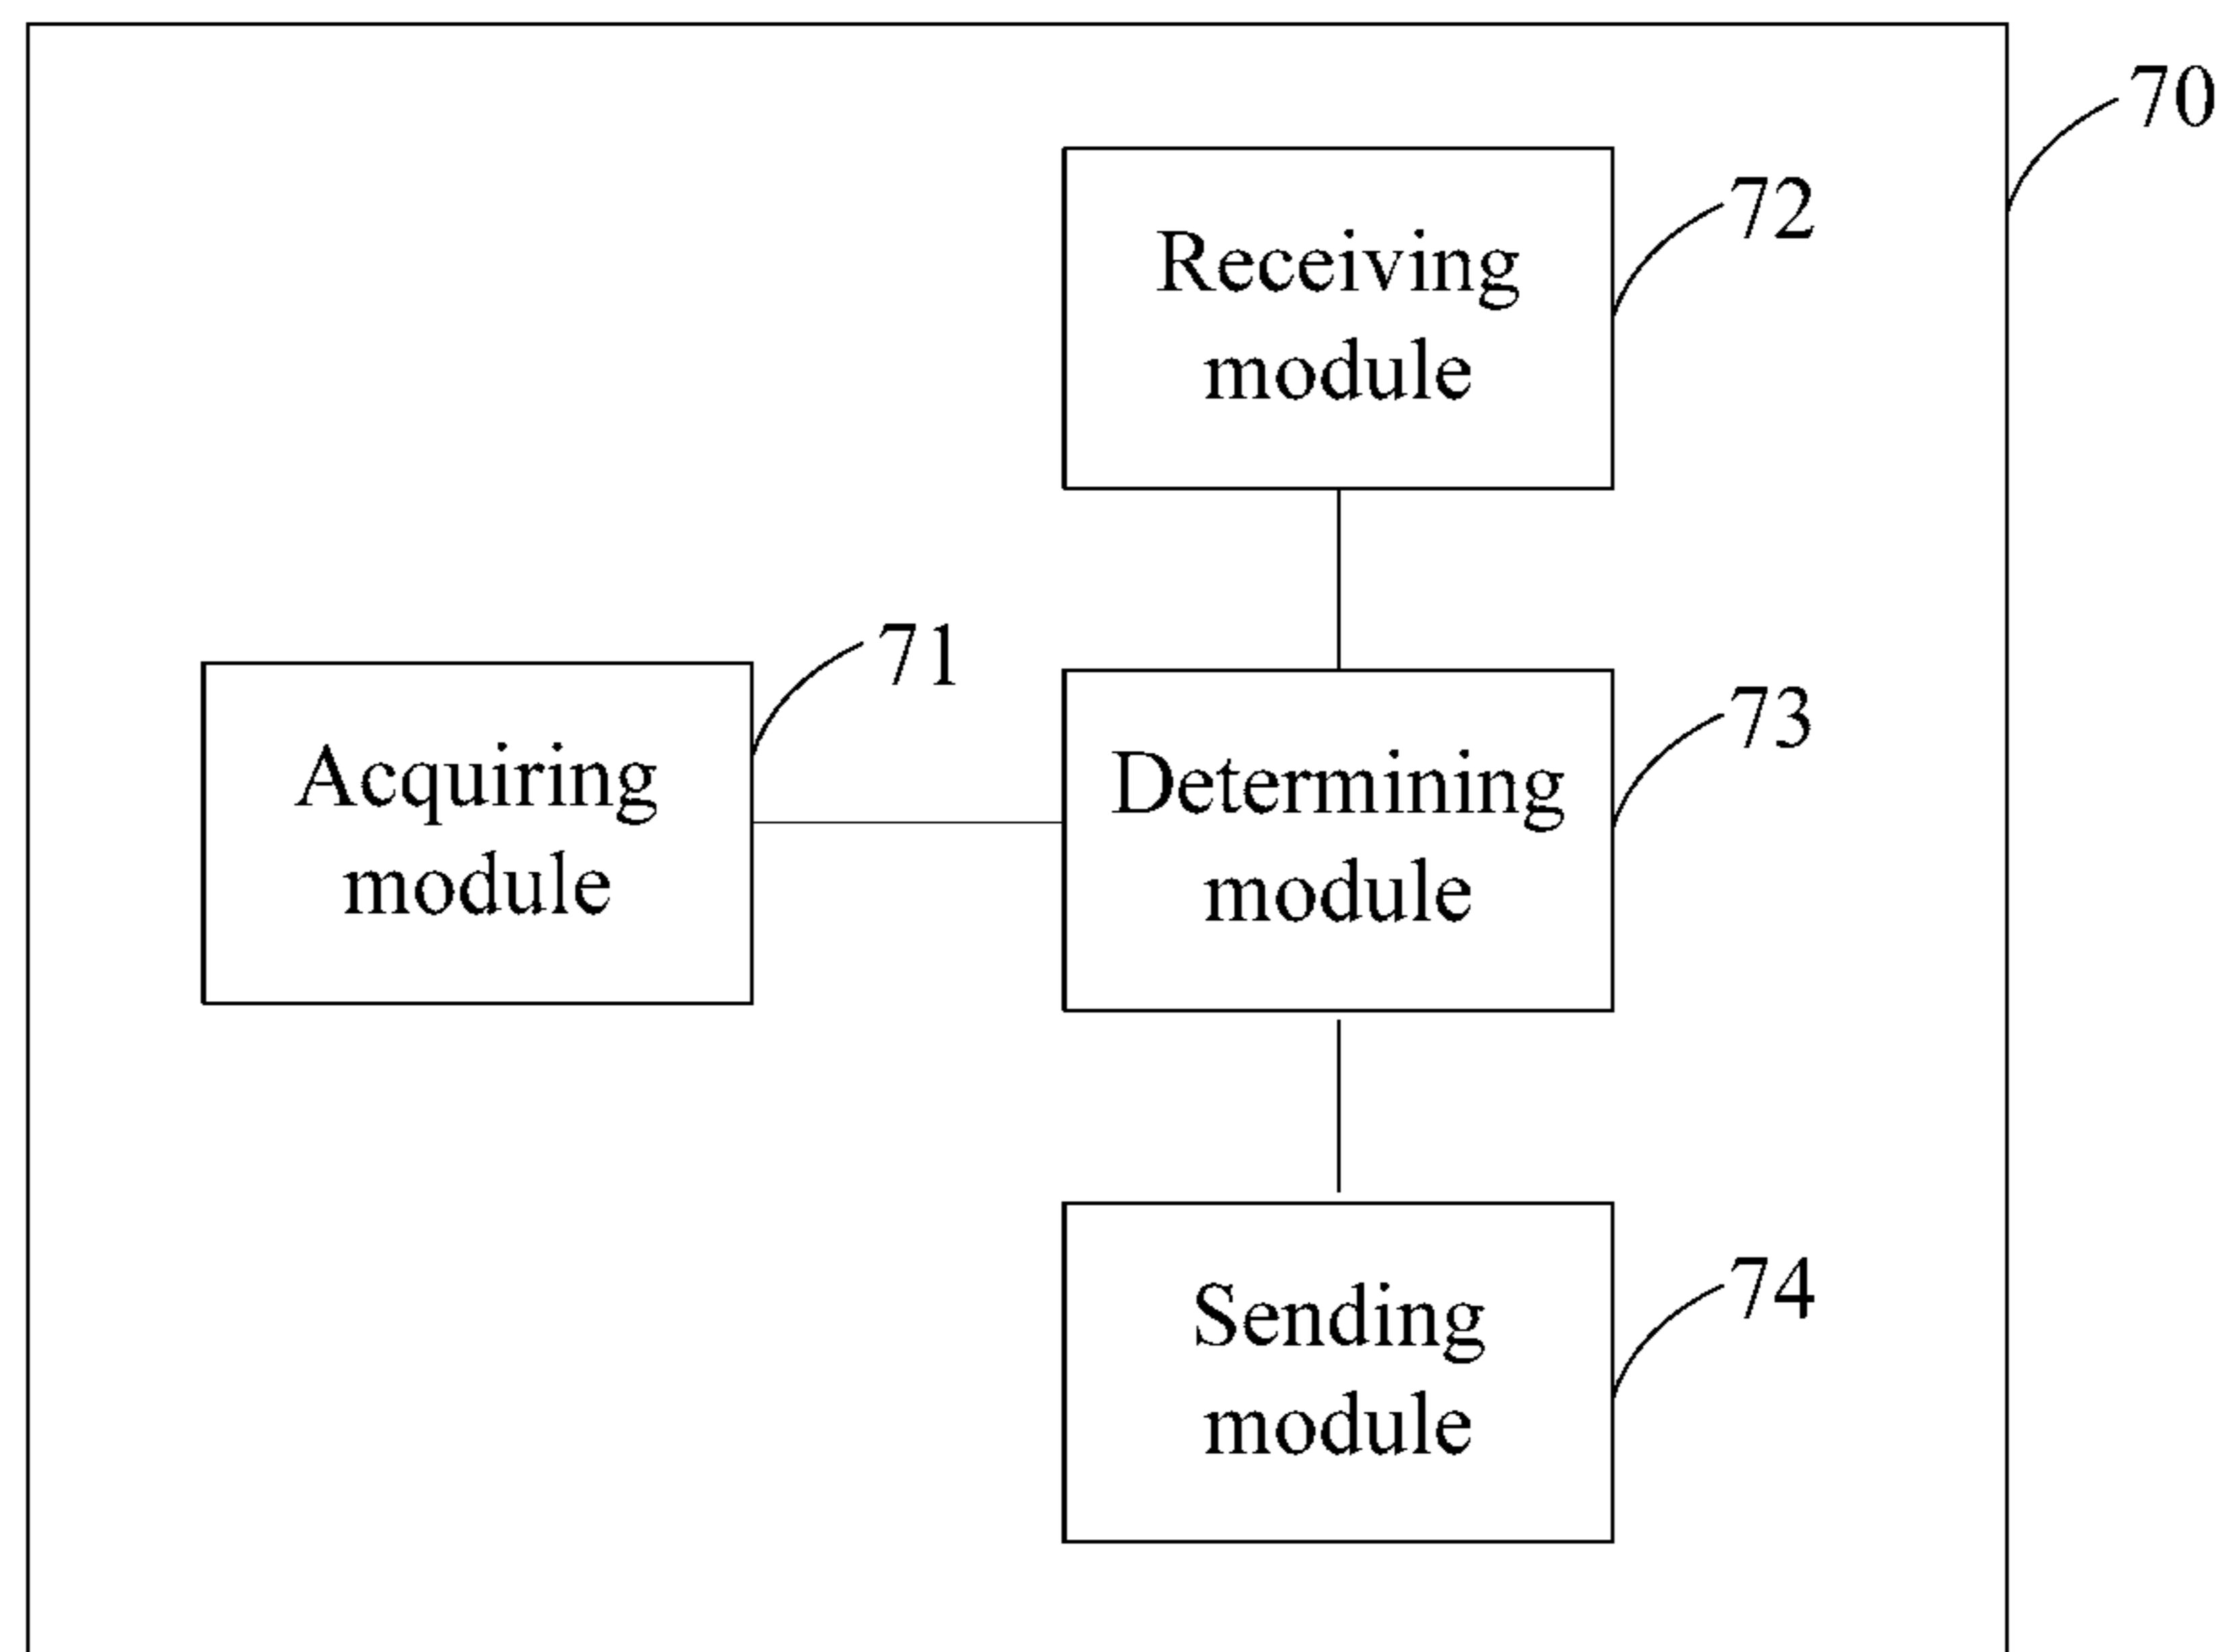 70
72
Receiving
module
71
73
Acquiring
module
Determining
module
74
Sending
module